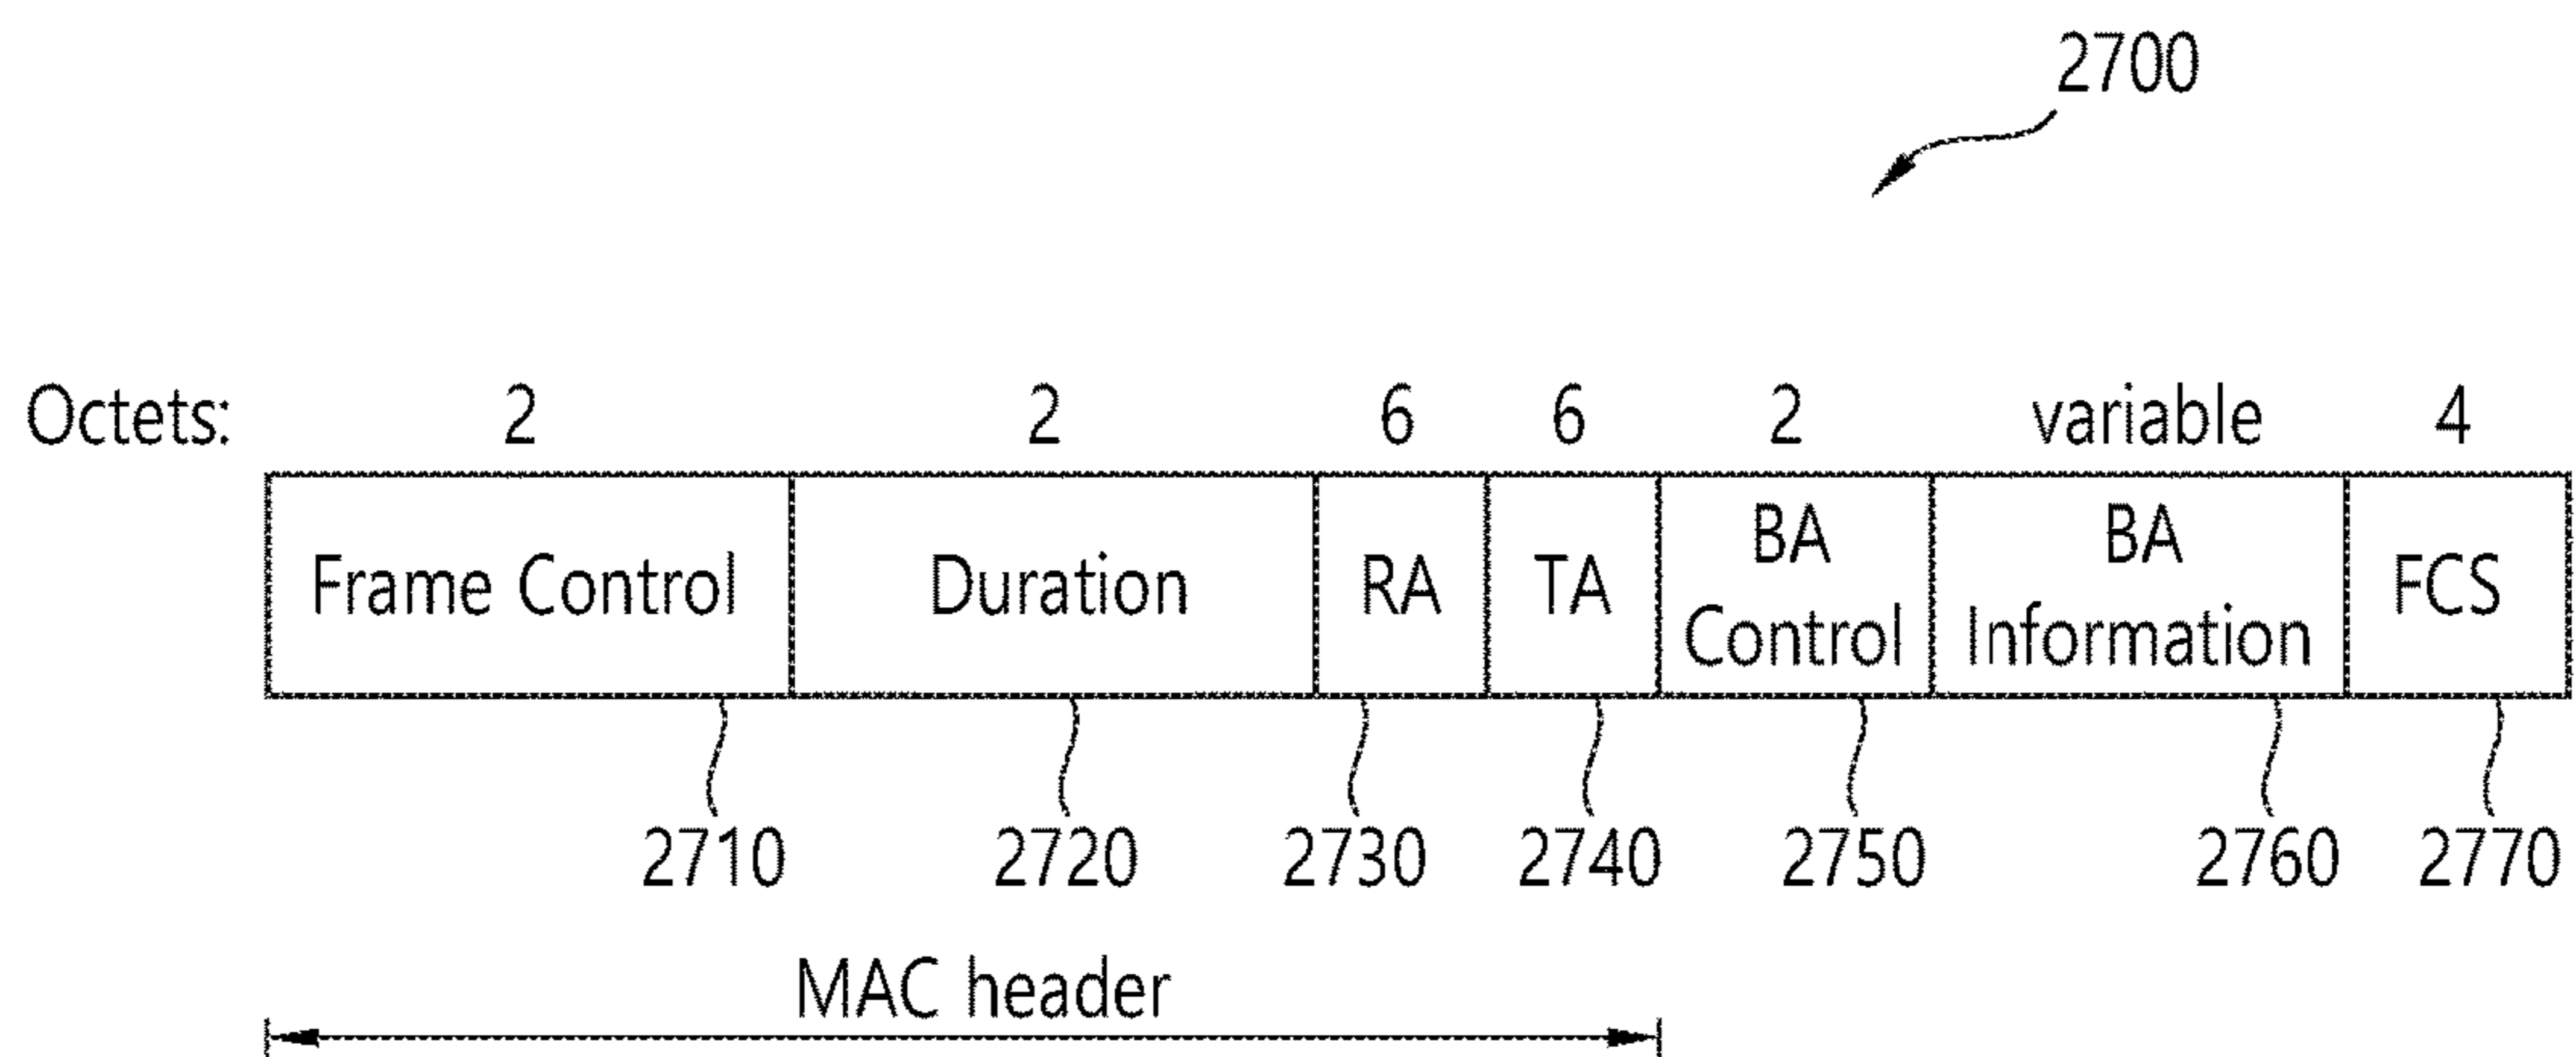 2700
Octets: 2 2 6 6 2 variable 4
Frame Control Duration RA TA BA Control BA Information FCS
2710 2720 2730 2740 2750 2760 2770
MAC header